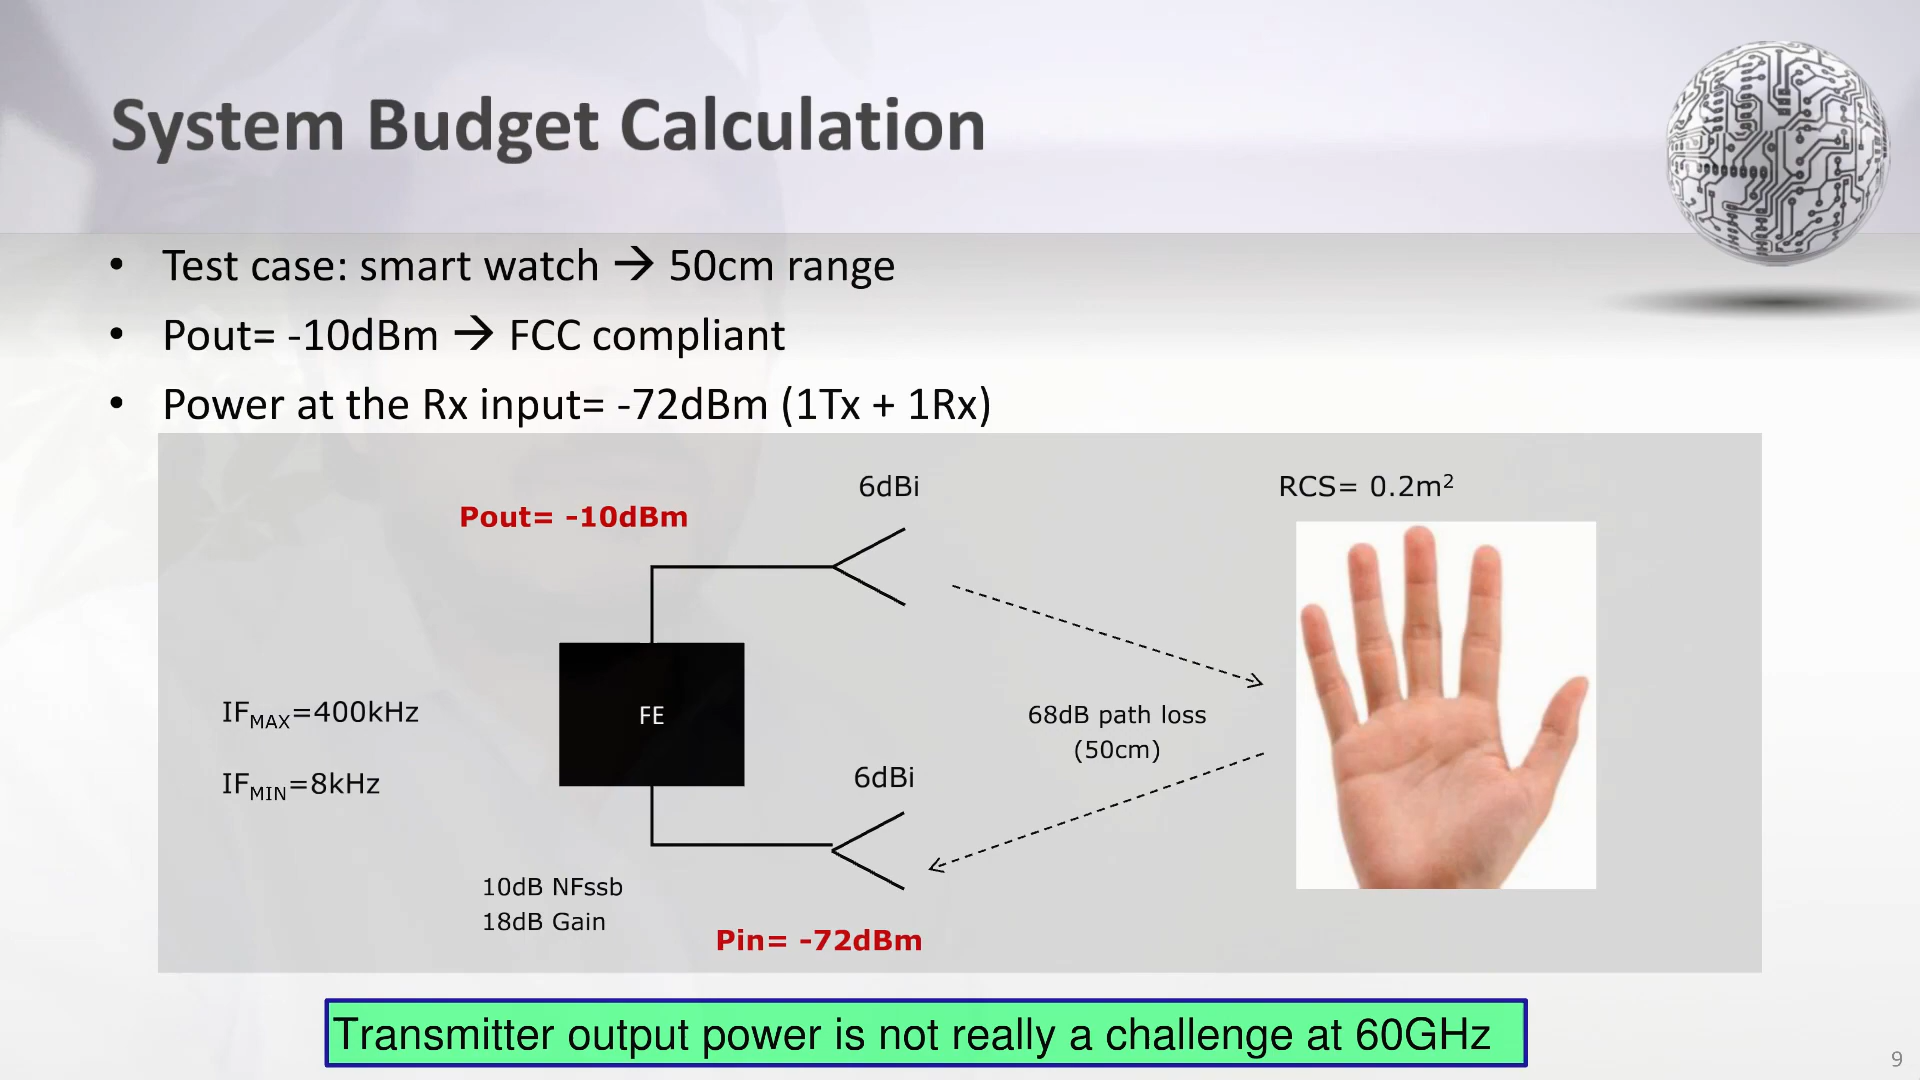 System Budget Calculation
• Test case: smart watch → 50cm range
• Pout= -10dBm → FCC compliant
• Power at the Rx input= -72dBm (1Tx + 1Rx)
6dBi
RCS= 0.2m²
Pout= -10dBm
IFMAX=400kHz
FE
68dB path loss
(50cm)
IFMIN=8kHz
6dBi
10dB NFssb
18dB Gain
Pin= -72dBm
Transmitter output power is not really a challenge at 60GHz
9